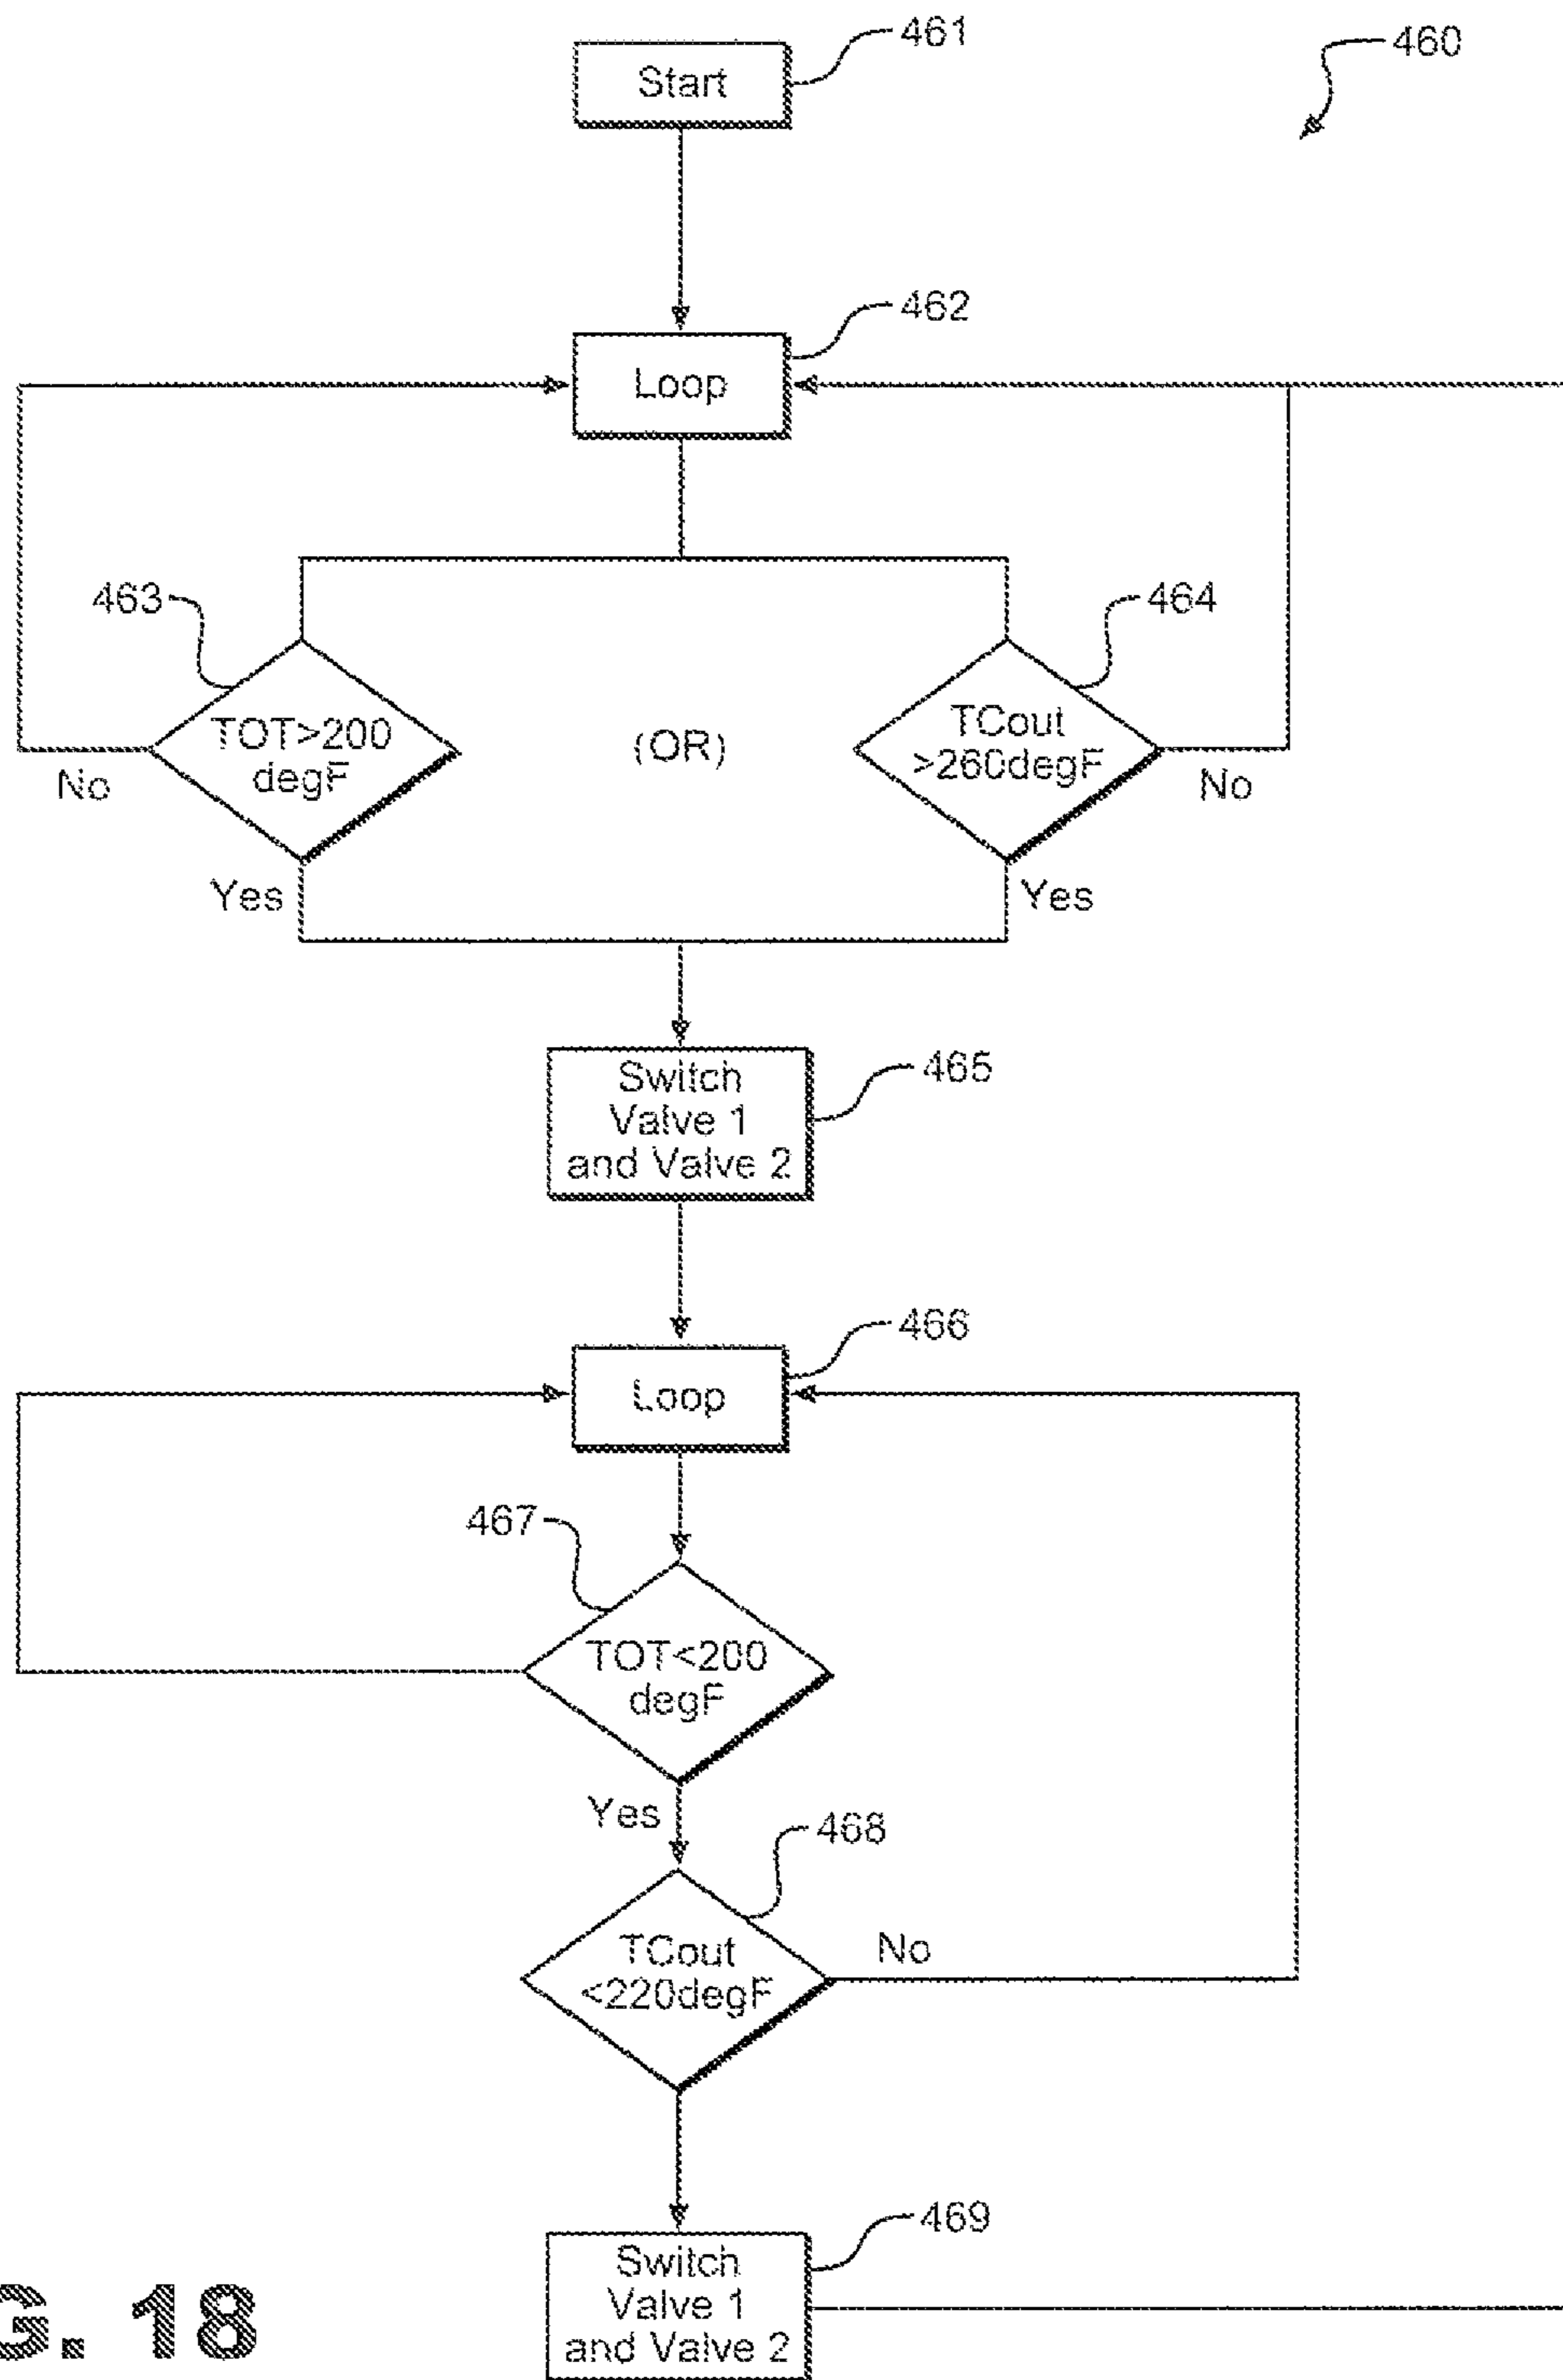 461
460
Start
462
Loop
463
464
TOT>200
degF
(OR)
TCout
>260degF
No
No
Yes
Yes
Switch
Valve 1
and Valve 2
465
466
Loop
467
TOT<200
degF
Yes
468
TCout
<220degF
No
469
Switch
Valve 1
and Valve 2
G. 18